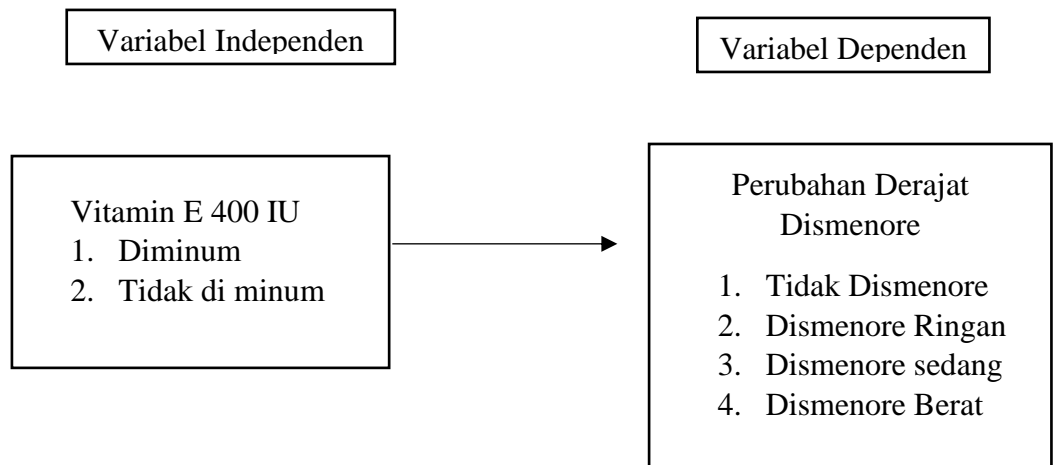 Variabel Independen
Variabel Dependen
Vitamin E 400 IU
1. Diminum
2. Tidak di minum
Perubahan Derajat
Dismenore
1. Tidak Dismenore
2. Dismenore Ringan
3. Dismenore sedang
4. Dismenore Berat